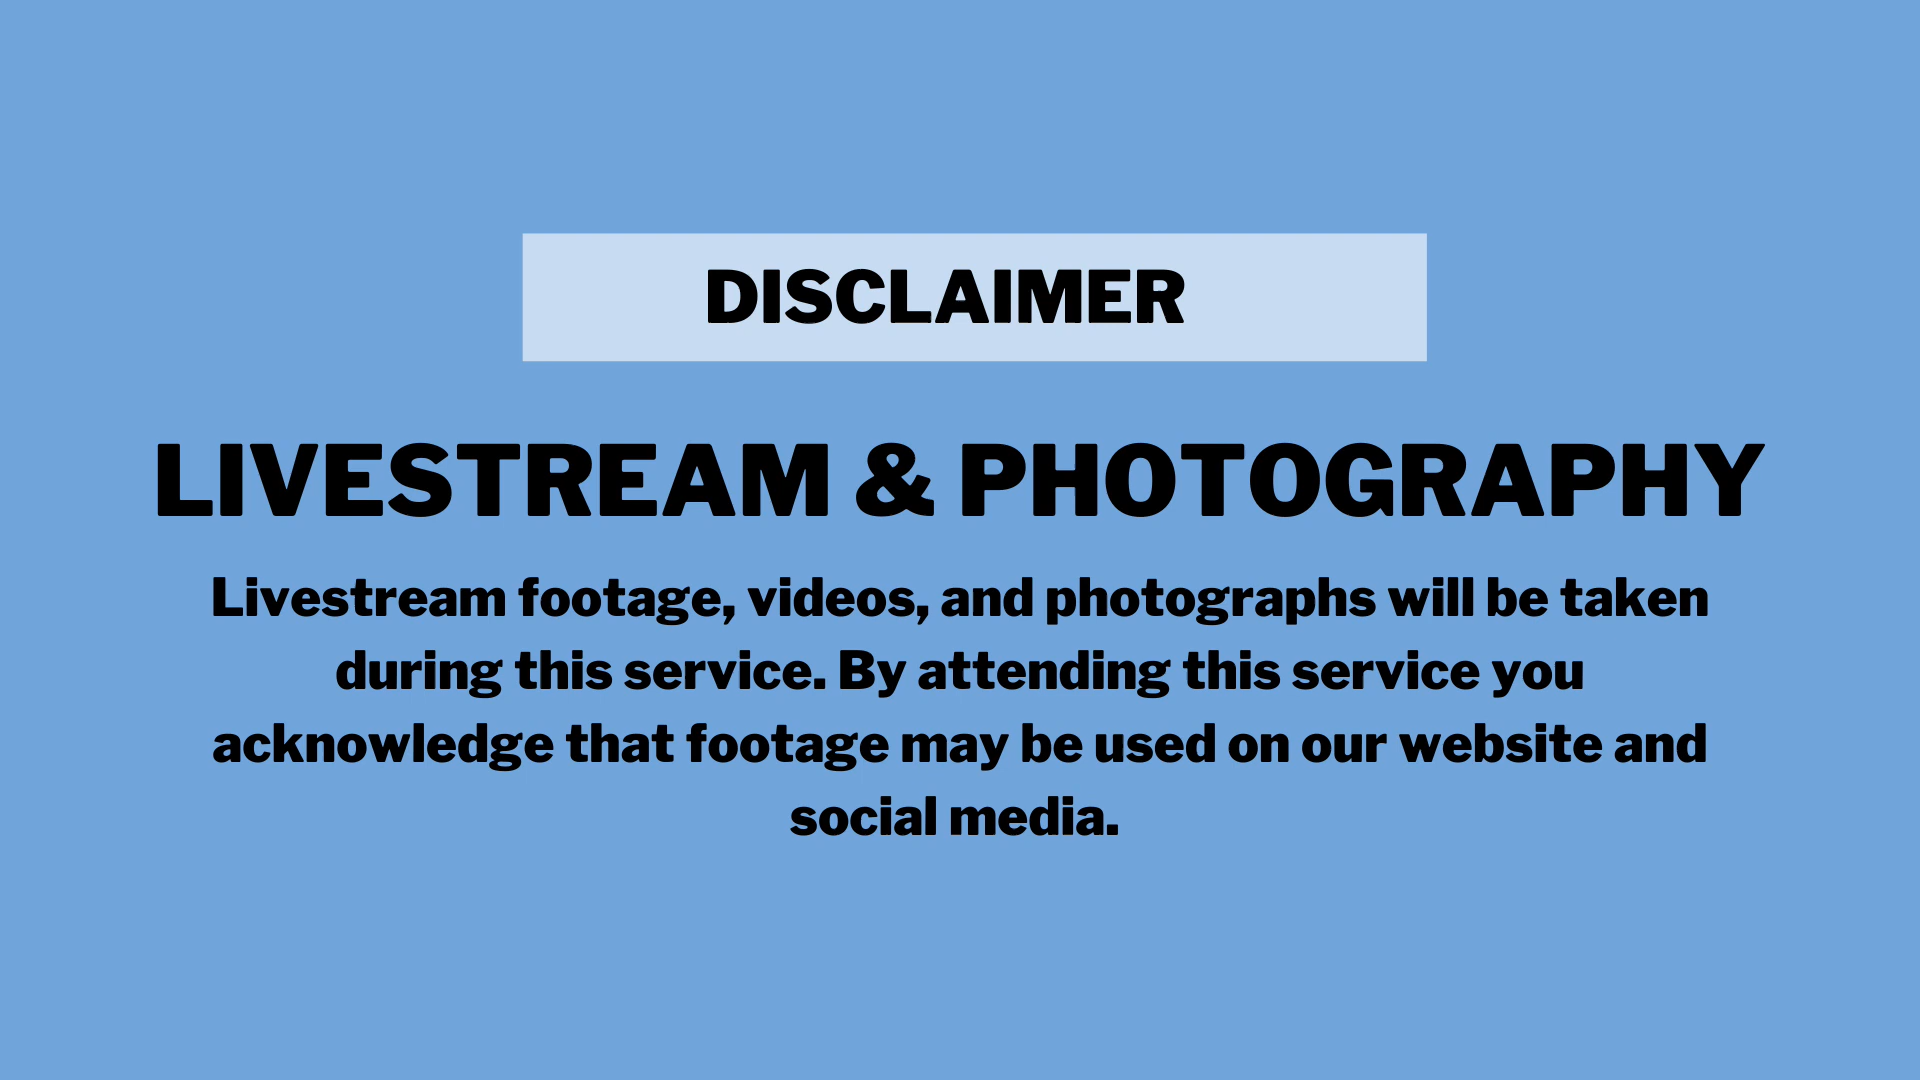 DISCLAIMER
LIVESTREAM & PHOTOGRAPHY
Livestream footage, videos, and photographs will be taken
during this service. By attending this service you
acknowledge that footage may be used on our website and
social media.